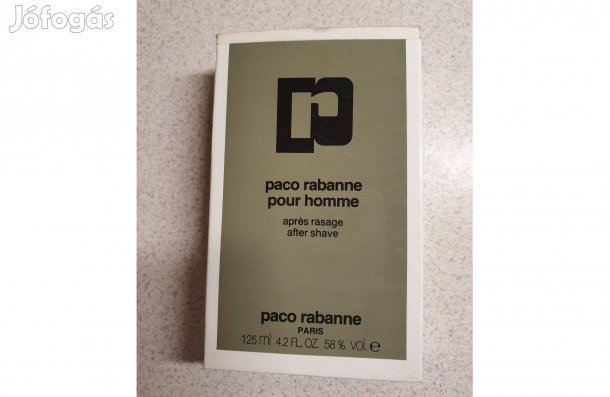 Jófogás
paco rabanne
pour homme
après rasage
after shave
paco rabanne
PARIS
125 ml 4.2 FL. OZ. 58 % vol. e